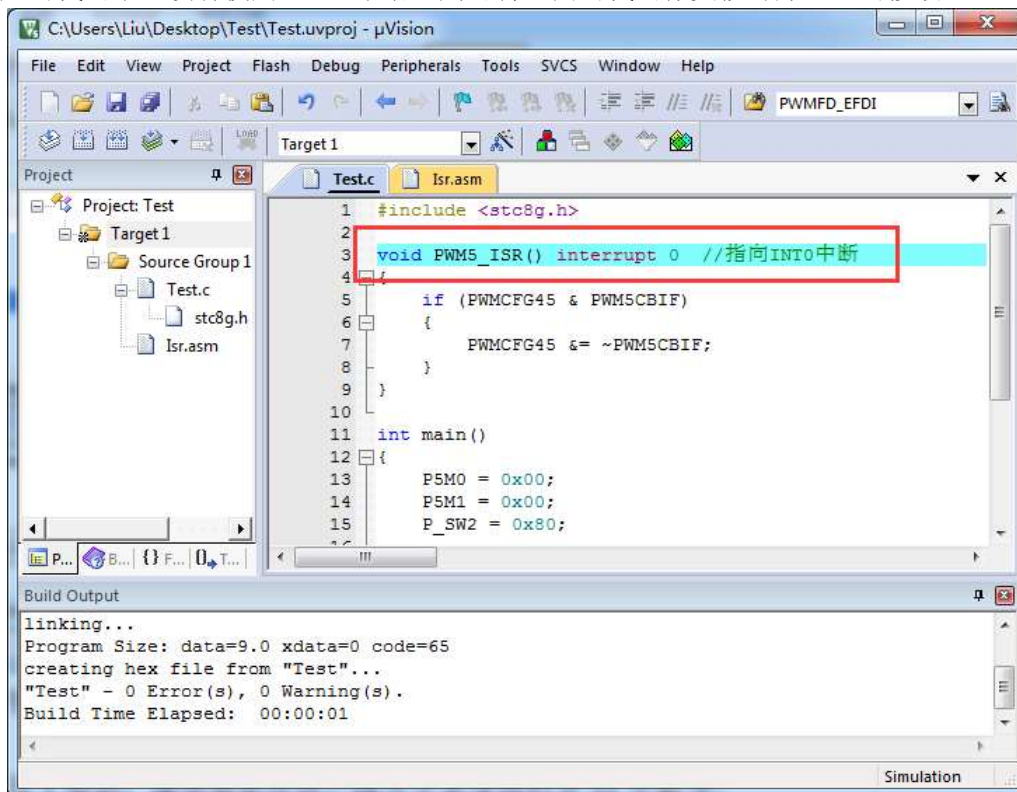 C:\Users\Liu\Desktop\Test\Test.uvproj - µVision
File Edit View Project Flash Debug Peripherals Tools SVCS Window Help
PWMFD_EFDI
LOAD
Target 1
Project
Test.c Isr.asm
Project: Test
Target 1
Source Group 1
Test.c
stc8g.h
Isr.asm
1 #include <stc8g.h>
2
3 void PWM5_ISR() interrupt 0 //指向INT0中断
4 {
5 if (PWMCFG45 & PWM5CBIF)
6 {
7 PWMCFG45 &= ~PWM5CBIF;
8 }
9 }
10
11 int main()
12 {
13 P5M0 = 0x00;
14 P5M1 = 0x00;
15 P_SW2 = 0x80;
P... B... {} F... 0 T...
Build Output
linking...
Program Size: data=9.0 xdata=0 code=65
creating hex file from "Test"...
"Test" - 0 Error(s), 0 Warning(s).
Build Time Elapsed: 00:00:01
Simulation